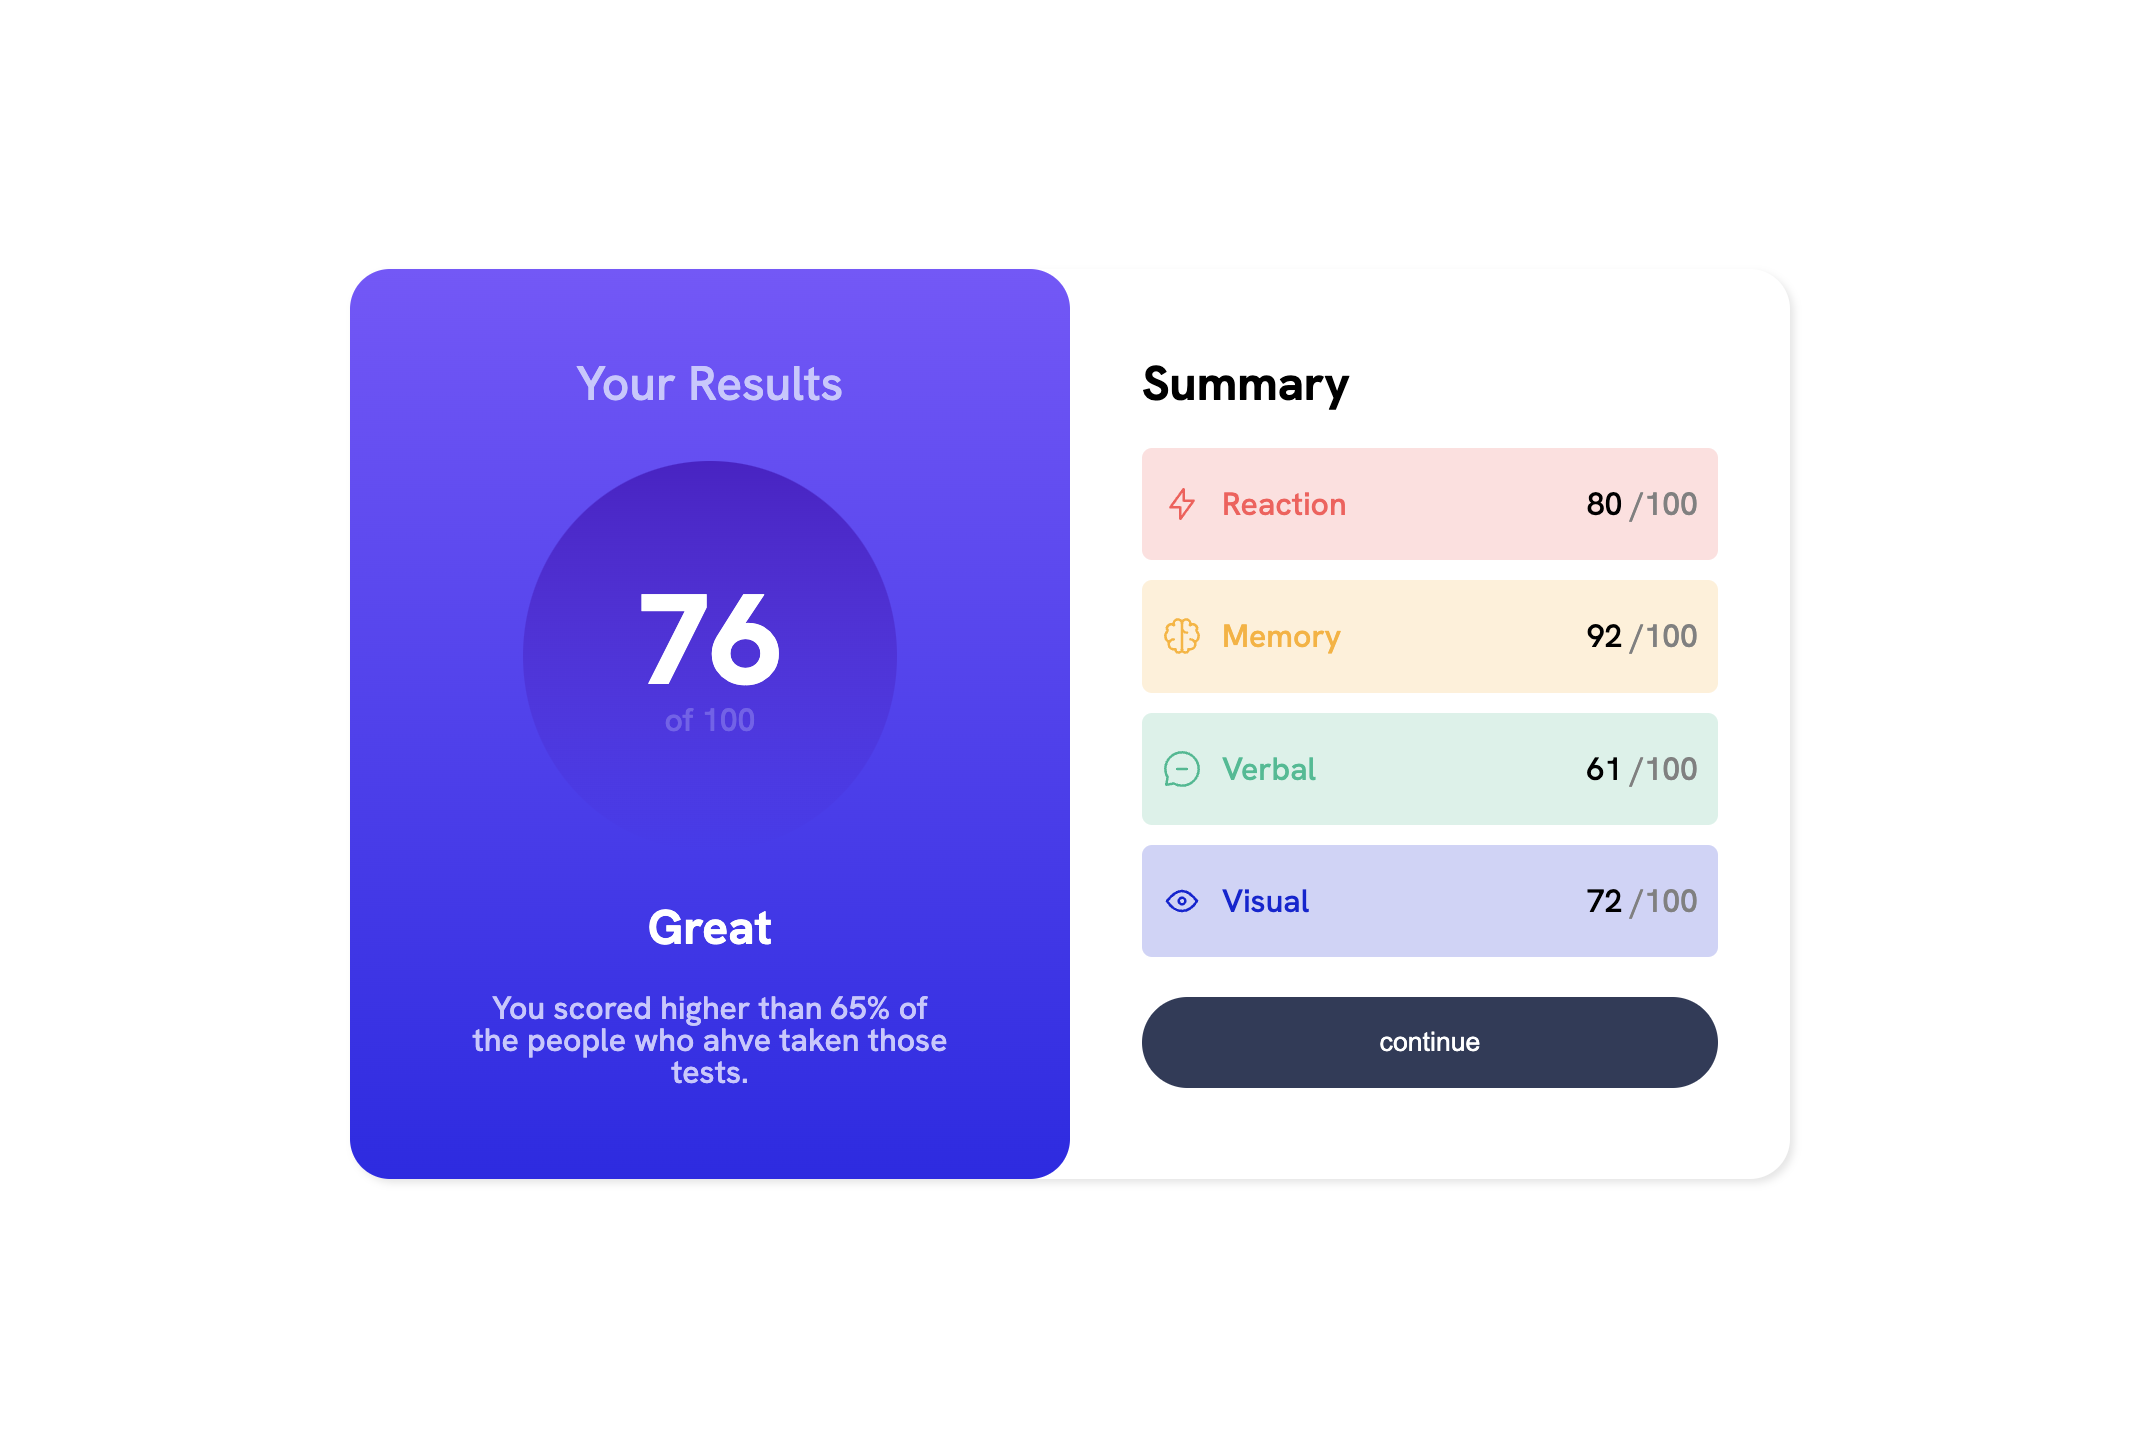 Your Results
76
of 100
Great
You scored higher than 65% of
the people who ahve taken those
tests.
Summary
Reaction 80 /100
Memory 92 /100
Verbal 61 /100
Visual 72 /100
continue